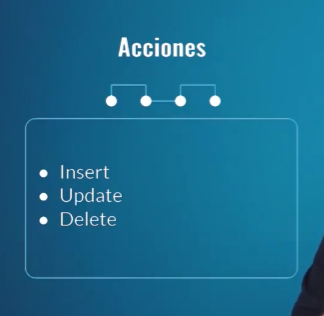 Acciones
Insert
Update
Delete